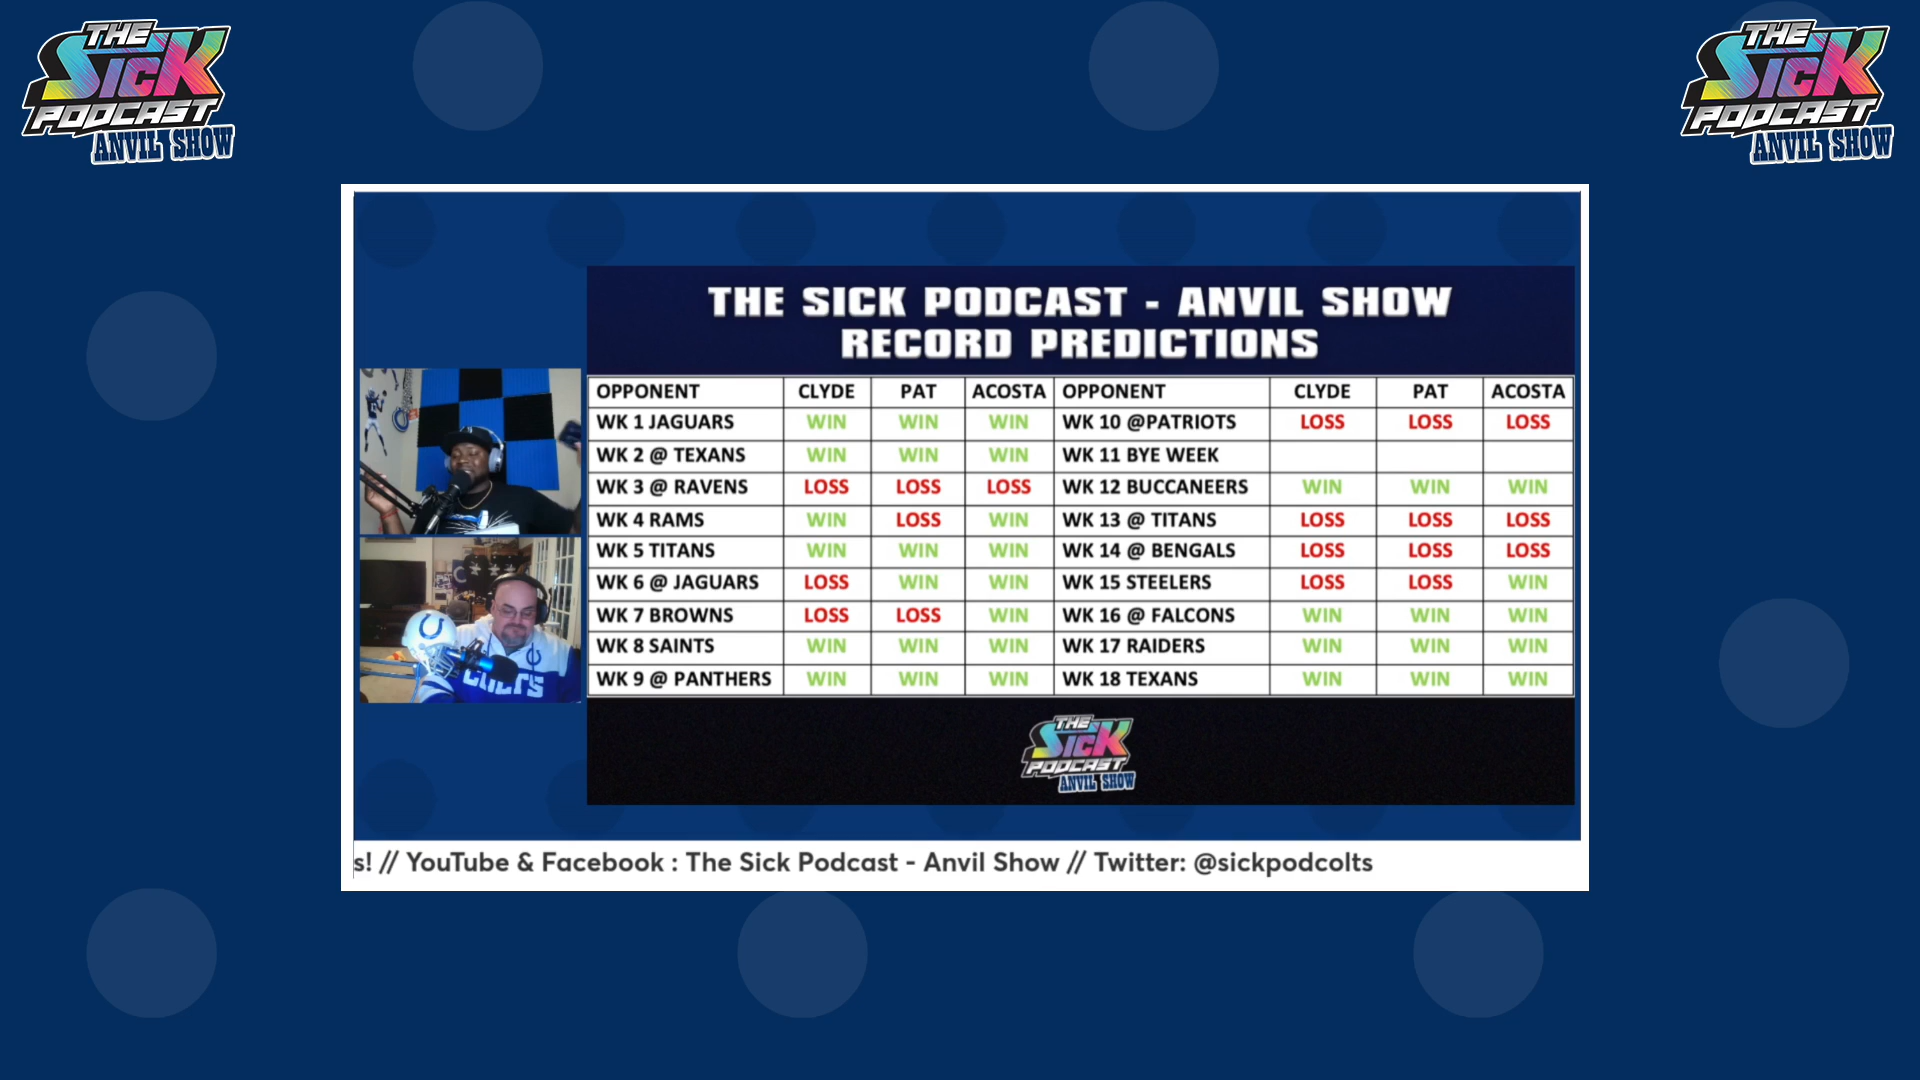 THE SICK PODCAST ANVIL SHOW
THE SICK PODCAST ANVIL SHOW
THE SICK PODCAST - ANVIL SHOW
RECORD PREDICTIONS
OPPONENT CLYDE PAT ACOSTA OPPONENT CLYDE PAT ACOSTA
WK 1 JAGUARS WIN WIN WIN WK 10 @PATRIOTS LOSS LOSS LOSS
WK 2 @ TEXANS WIN WIN WIN WK 11 BYE WEEK
WK 3 @ RAVENS LOSS LOSS LOSS WK 12 BUCCANEERS WIN WIN WIN
WK 4 RAMS WIN LOSS WIN WK 13 @ TITANS LOSS LOSS LOSS
WK 5 TITANS WIN WIN WIN WK 14 @ BENGALS LOSS LOSS LOSS
WK 6 @ JAGUARS LOSS WIN WIN WK 15 STEELERS LOSS LOSS WIN
WK 7 BROWNS LOSS LOSS WIN WK 16 @ FALCONS WIN WIN WIN
WK 8 SAINTS WIN WIN WIN WK 17 RAIDERS WIN WIN WIN
WK 9 @ PANTHERS WIN WIN WIN WK 18 TEXANS WIN WIN WIN
COLTS
THE SICK PODCAST ANVIL SHOW
s! // YouTube & Facebook : The Sick Podcast - Anvil Show // Twitter: @sickpodcolts